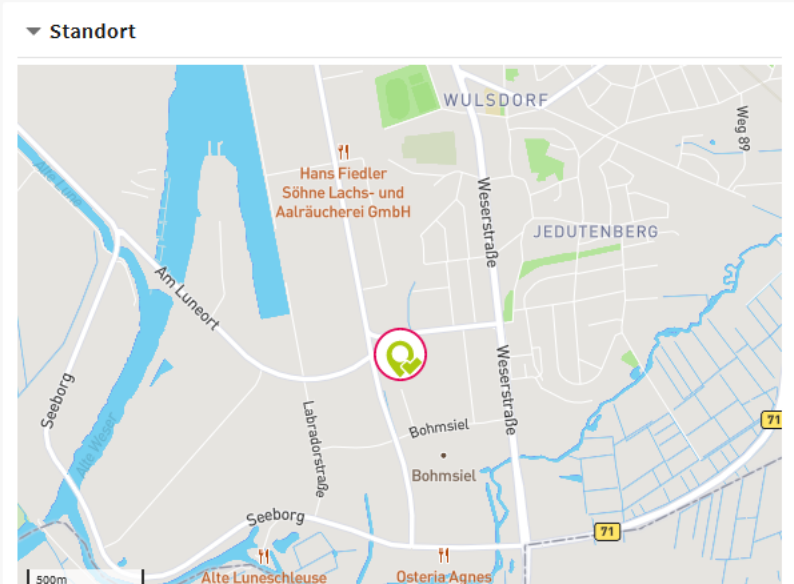 Standort
WULSDORF
Weg 89
Hans Fiedler
Söhne Lachs- und
Aalräucherei GmbH
Alte Lune
Weserstraße
JEDUTENBERG
Am Luneort
Seeborg
Weserstraße
Labradorstraße
Bohmsiel
71
Alte Weser
Bohmsiel
Seeborg
71
500m
Alte Luneschleuse
Osteria Agnes